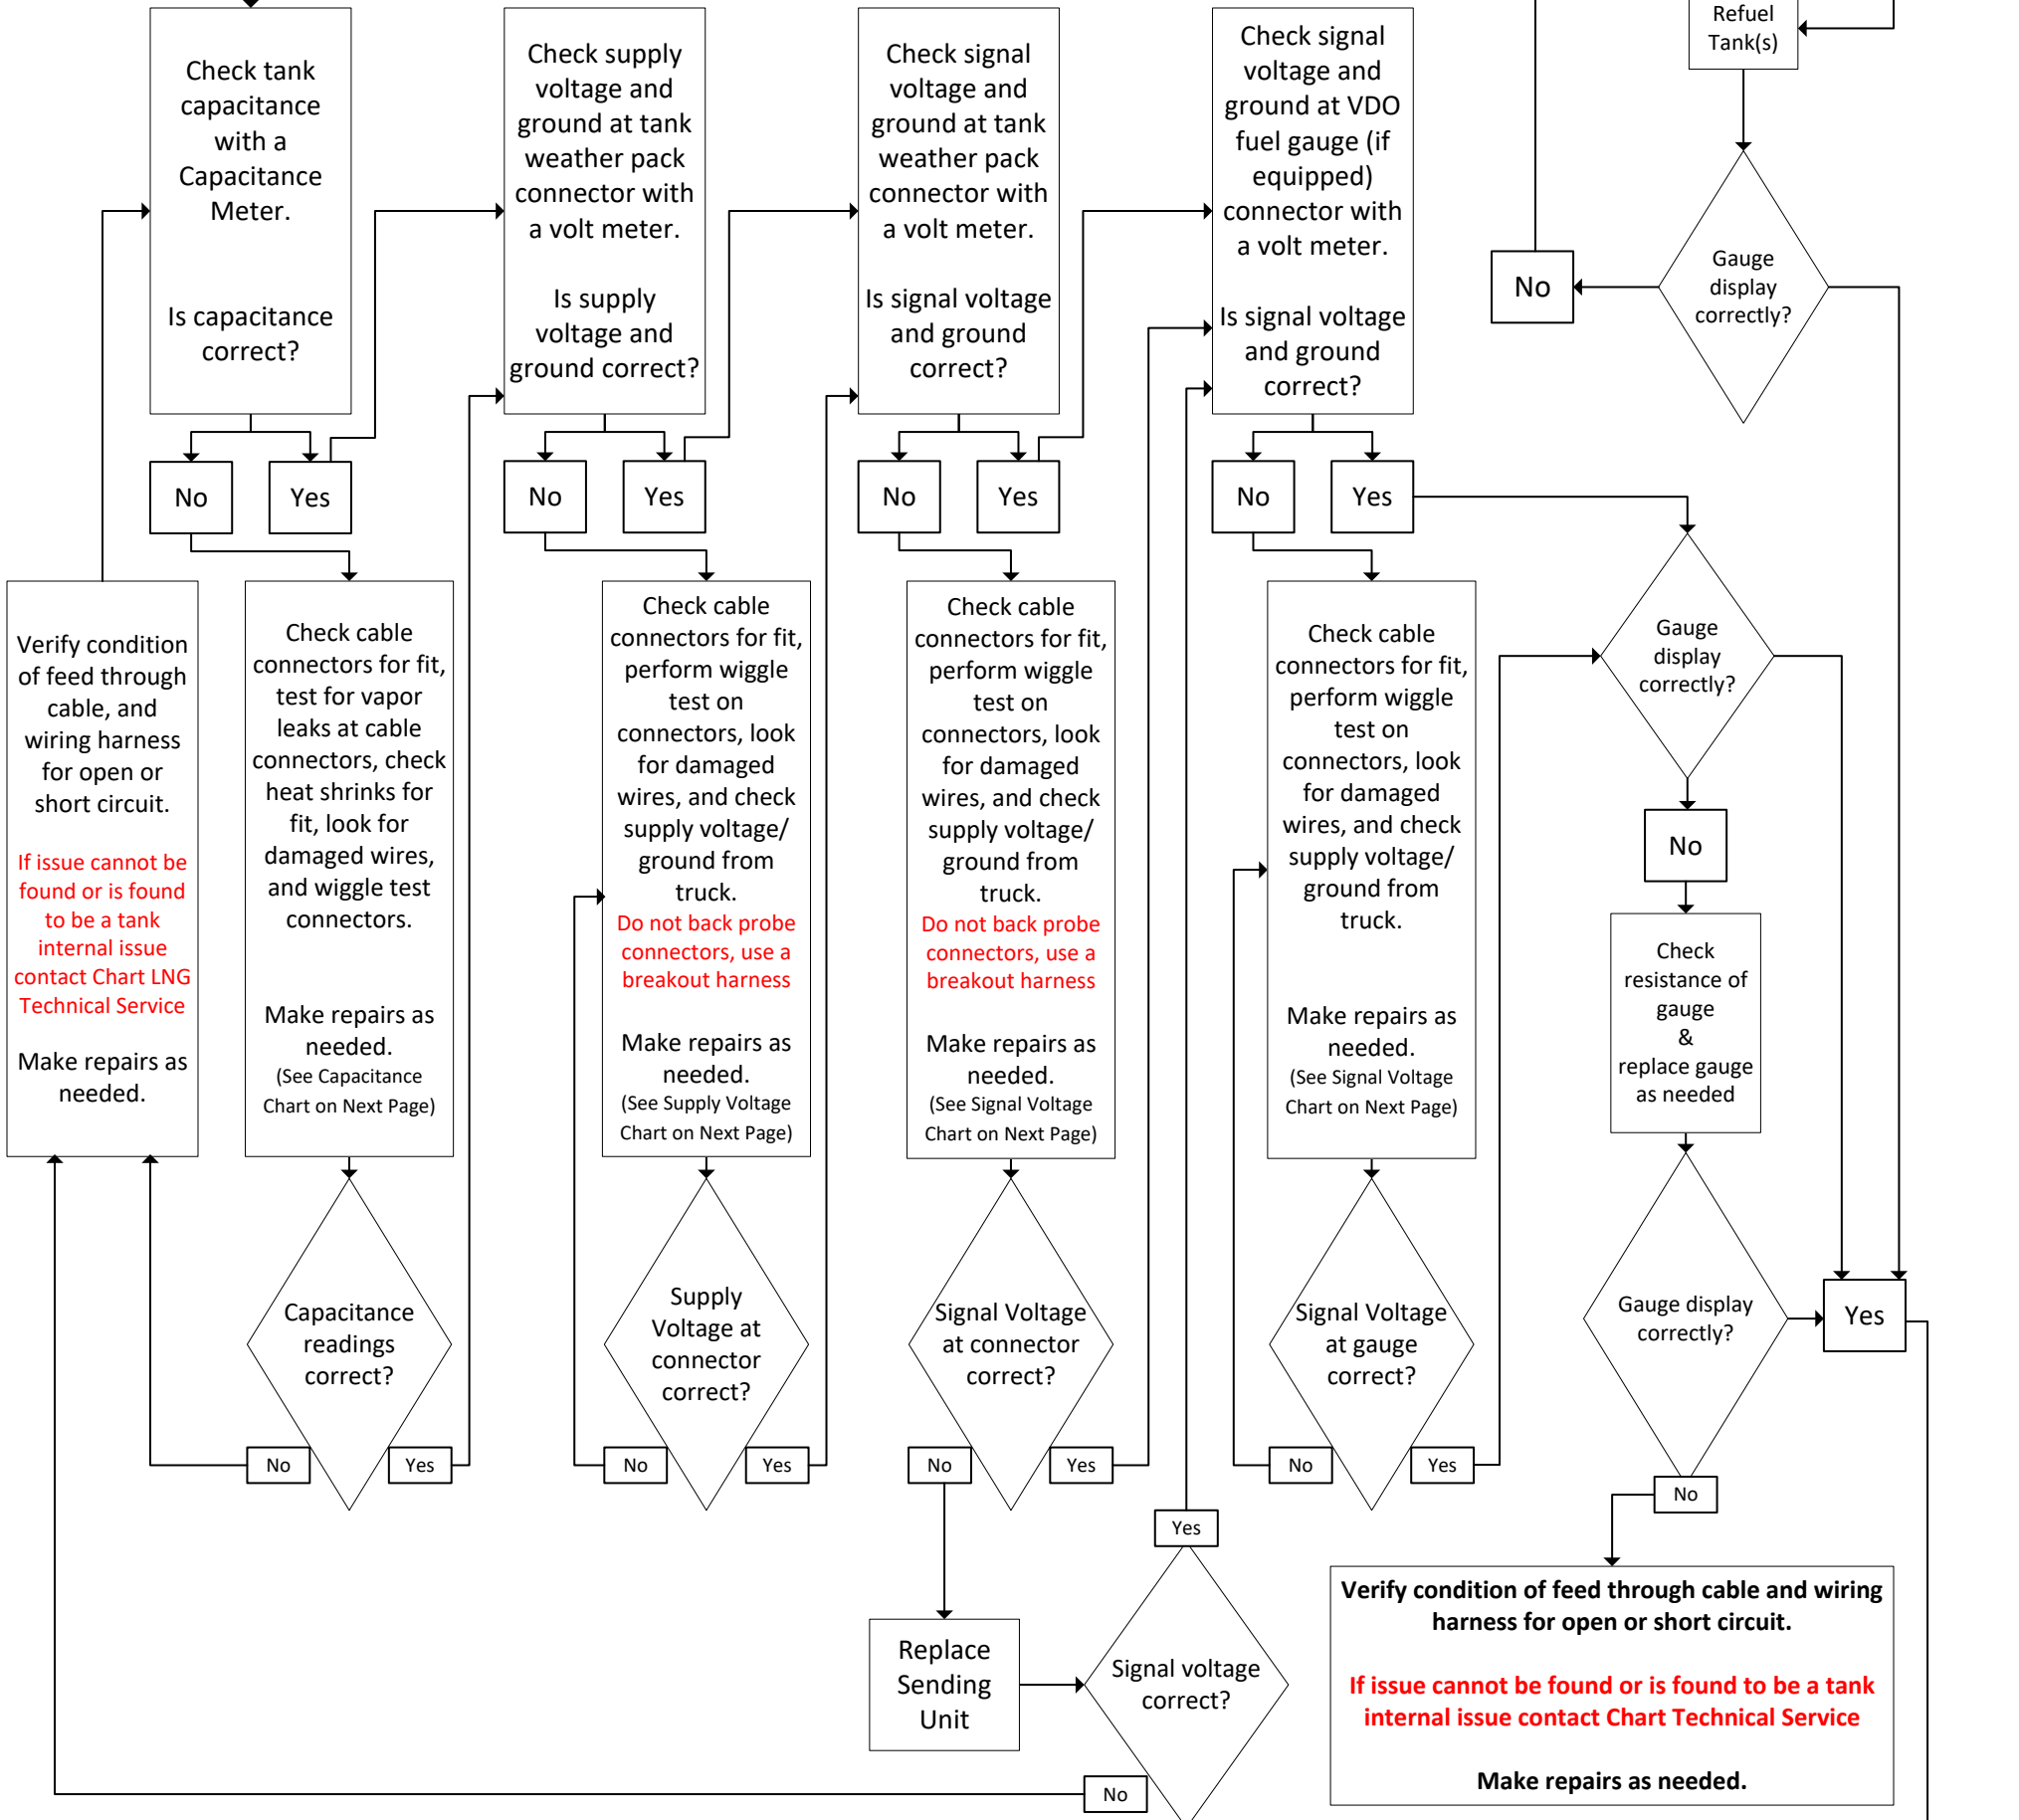 Check tank
capacitance
with a
Capacitance
Meter.
Is capacitance
correct?
Check supply
voltage and
ground at tank
weather pack
connector with
a volt meter.
Is supply
voltage and
ground correct?
Check signal
voltage and
ground at tank
weather pack
connector with
a volt meter.
Is signal voltage
and ground
correct?
Check signal
voltage and
ground at VDO
fuel gauge (if
equipped)
connector with
a volt meter.
Is signal voltage
and ground
correct?
Refuel
Tank(s)
No
Gauge
display
correctly?
No
Yes
No
Yes
No
Yes
No
Yes
Verify condition
of feed through
cable, and
wiring harness
for open or
short circuit.
If issue cannot be
found or is found
to be a tank
internal issue
contact Chart LNG
Technical Service
Make repairs as
needed.
Check cable
connectors for fit,
test for vapor
leaks at cable
connectors, check
heat shrinks for
fit, look for
damaged wires,
and wiggle test
connectors.
Make repairs as
needed.
(See Capacitance
Chart on Next Page)
Check cable
connectors for fit,
perform wiggle
test on
connectors, look
for damaged
wires, and check
supply voltage/
ground from
truck.
Do not back probe
connectors, use a
breakout harness
Make repairs as
needed.
(See Supply Voltage
Chart on Next Page)
Check cable
connectors for fit,
perform wiggle
test on
connectors, look
for damaged
wires, and check
supply voltage/
ground from
truck.
Do not back probe
connectors, use a
breakout harness
Make repairs as
needed.
(See Signal Voltage
Chart on Next Page)
Check cable
connectors for fit,
perform wiggle
test on
connectors, look
for damaged
wires, and check
supply voltage/
ground from
truck.
Make repairs as
needed.
(See Signal Voltage
Chart on Next Page)
Gauge
display
correctly?
No
Check
resistance of
gauge
&
replace gauge
as needed
Capacitance
readings
correct?
No
Yes
Supply
Voltage at
connector
correct?
No
Yes
Signal Voltage
at connector
correct?
No
Yes
Signal Voltage
at gauge
correct?
No
Yes
Gauge display
correctly?
Yes
No
Yes
Replace
Sending
Unit
Signal voltage
correct?
No
Verify condition of feed through cable and wiring
harness for open or short circuit.
If issue cannot be found or is found to be a tank
internal issue contact Chart Technical Service
Make repairs as needed.